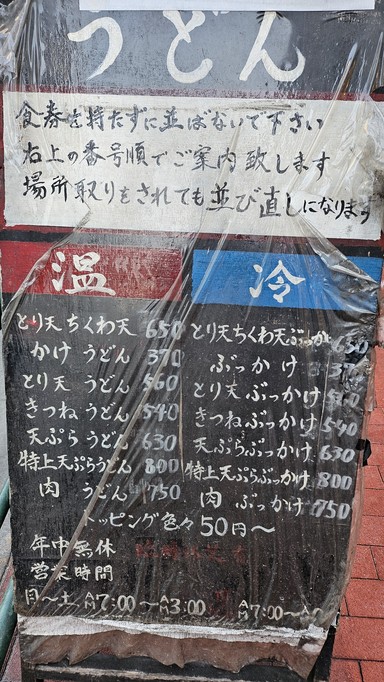 うどん
食券を持たずに並ばないで下さい
右上の番号順でご案内致します
場所取りをされても並び直しになります
温
とり天ちくわ天 650
かけ うどん 370
とり天 うどん 560
きつねうどん 540
天ぷら うどん 630
特上天ぷらうどん 800
肉 うどん 750
冷
とり天ちくわ天ぶっかけ 650
ぶっかけ 370
とり天 ぶっかけ
きつねぶっかけ 540
天ぷらぶっかけ 630
特上天ぷらぶっかけ 800
肉 ぶっかけ 750
トッピング色々 50円〜
年中無休
営業時間
月〜土 AM7:00〜AM3:00
AM7:00〜